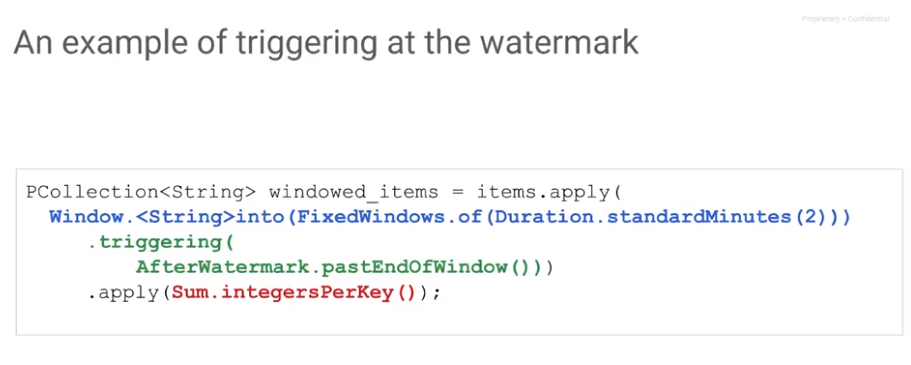 Proprietary + Confidential
An example of triggering at the watermark
PCollection<String> windowed_items = items.apply(
Window.<String>into(FixedWindows.of(Duration.standardMinutes(2)))
.triggering(
AfterWatermark.pastEndOfWindow()))
.apply(Sum.integersPerKey());